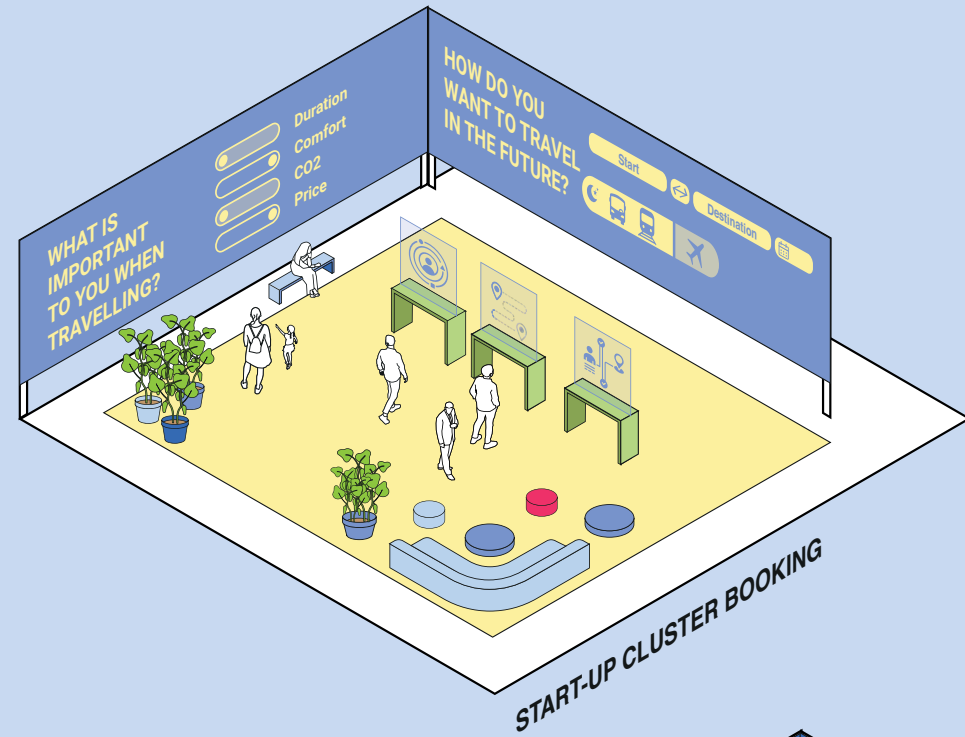 WHAT IS
IMPORTANT
TO YOU WHEN
TRAVELLING?
Duration
Comfort
CO2
Price
HOW DO YOU
WANT TO TRAVEL
IN THE FUTURE?
Start
Destination
START-UP CLUSTER BOOKING